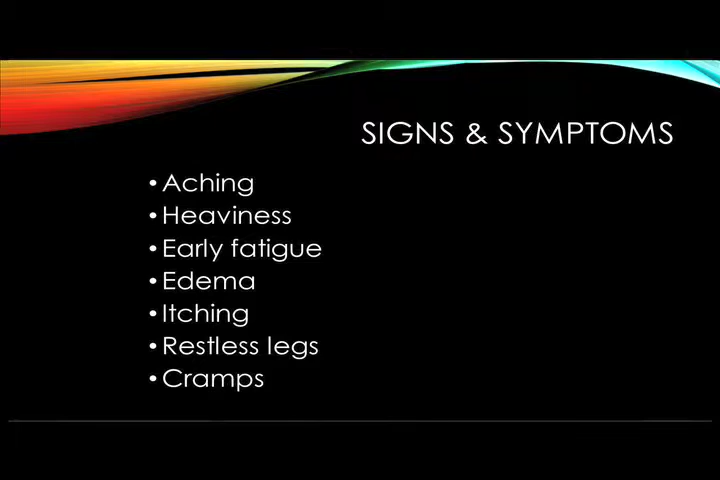 SIGNS & SYMPTOMS
• Aching
• Heaviness
• Early fatigue
• Edema
• Itching
• Restless legs
• Cramps